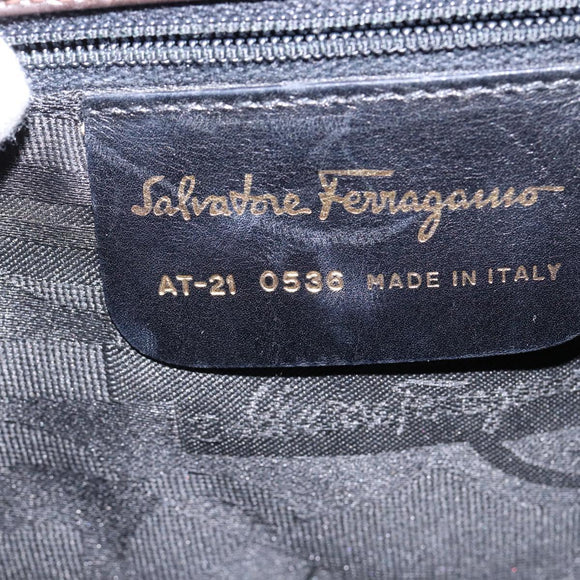 Salvatore Ferragamo
AT-21 0536 MADE IN ITALY